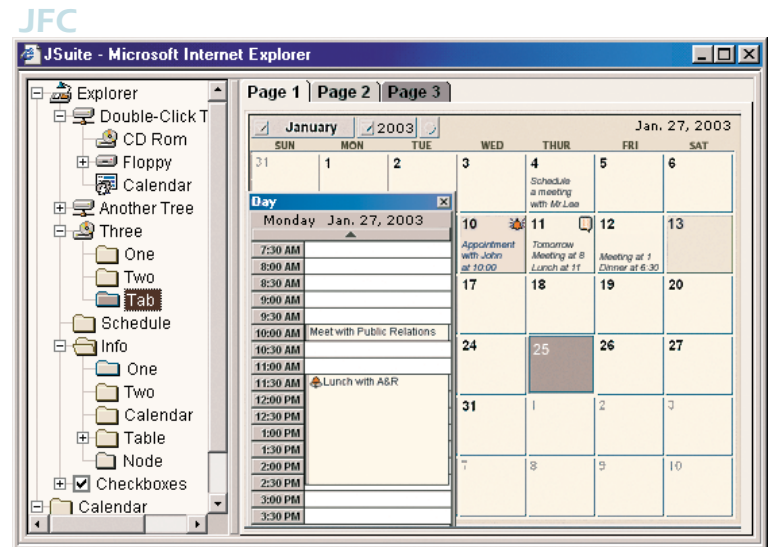 JFC
JSuite - Microsoft Internet Explorer
Explorer
Double-Click T
CD Rom
Floppy
Calendar
Another Tree
Three
One
Two
Tab
Schedule
Info
One
Two
Calendar
Table
Node
Checkboxes
Calendar
Page 1 Page 2 Page 3
January 2003 Jan. 27, 2003
SUN MON TUE WED THUR FRI SAT
31 1 2 3 4 5 6
Schedule
a meeting
with Mr.Lee
10 11 12 13
Appointment
with John
at 10:00
Tomorrow
Meeting at 8
Lunch at 11
Meeting at 1
Dinner at 6:30
17 18 19 20
24 25 26 27
31 1 2 3
7 8 9 10
Day
Monday Jan. 27, 2003
7:30 AM
8:00 AM
8:30 AM
9:00 AM
9:30 AM
10:00 AM Meet with Public Relations
10:30 AM
11:00 AM
11:30 AM Lunch with A&R
12:00 PM
12:30 PM
1:00 PM
1:30 PM
2:00 PM
2:30 PM
3:00 PM
3:30 PM